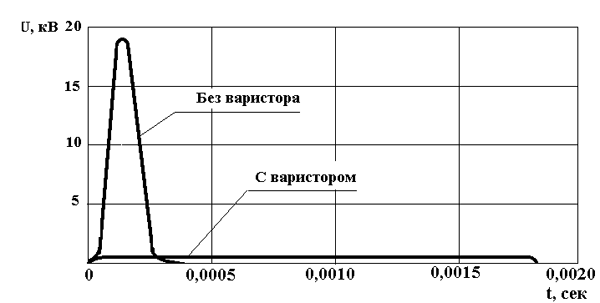 U, кВ 20
15
Без варистора
10
С варистором
5
0 0,0005 0,0010 0,0015 0,0020
t, сек